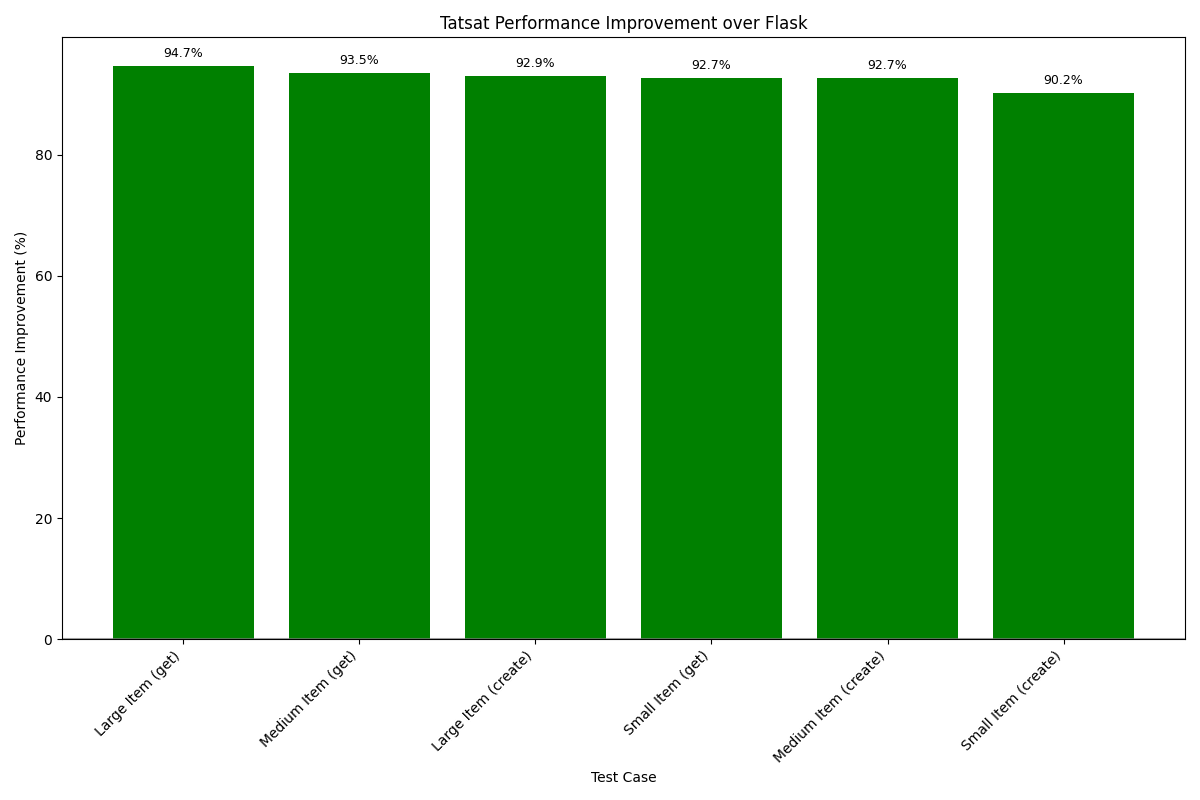 Tatsat Performance Improvement over Flask
94.7%
93.5%
92.9%
92.7%
92.7%
90.2%
Performance Improvement (%)
80
60
40
20
0
Large Item (get)
Medium Item (get)
Large Item (create)
Small Item (get)
Medium Item (create)
Small Item (create)
Test Case